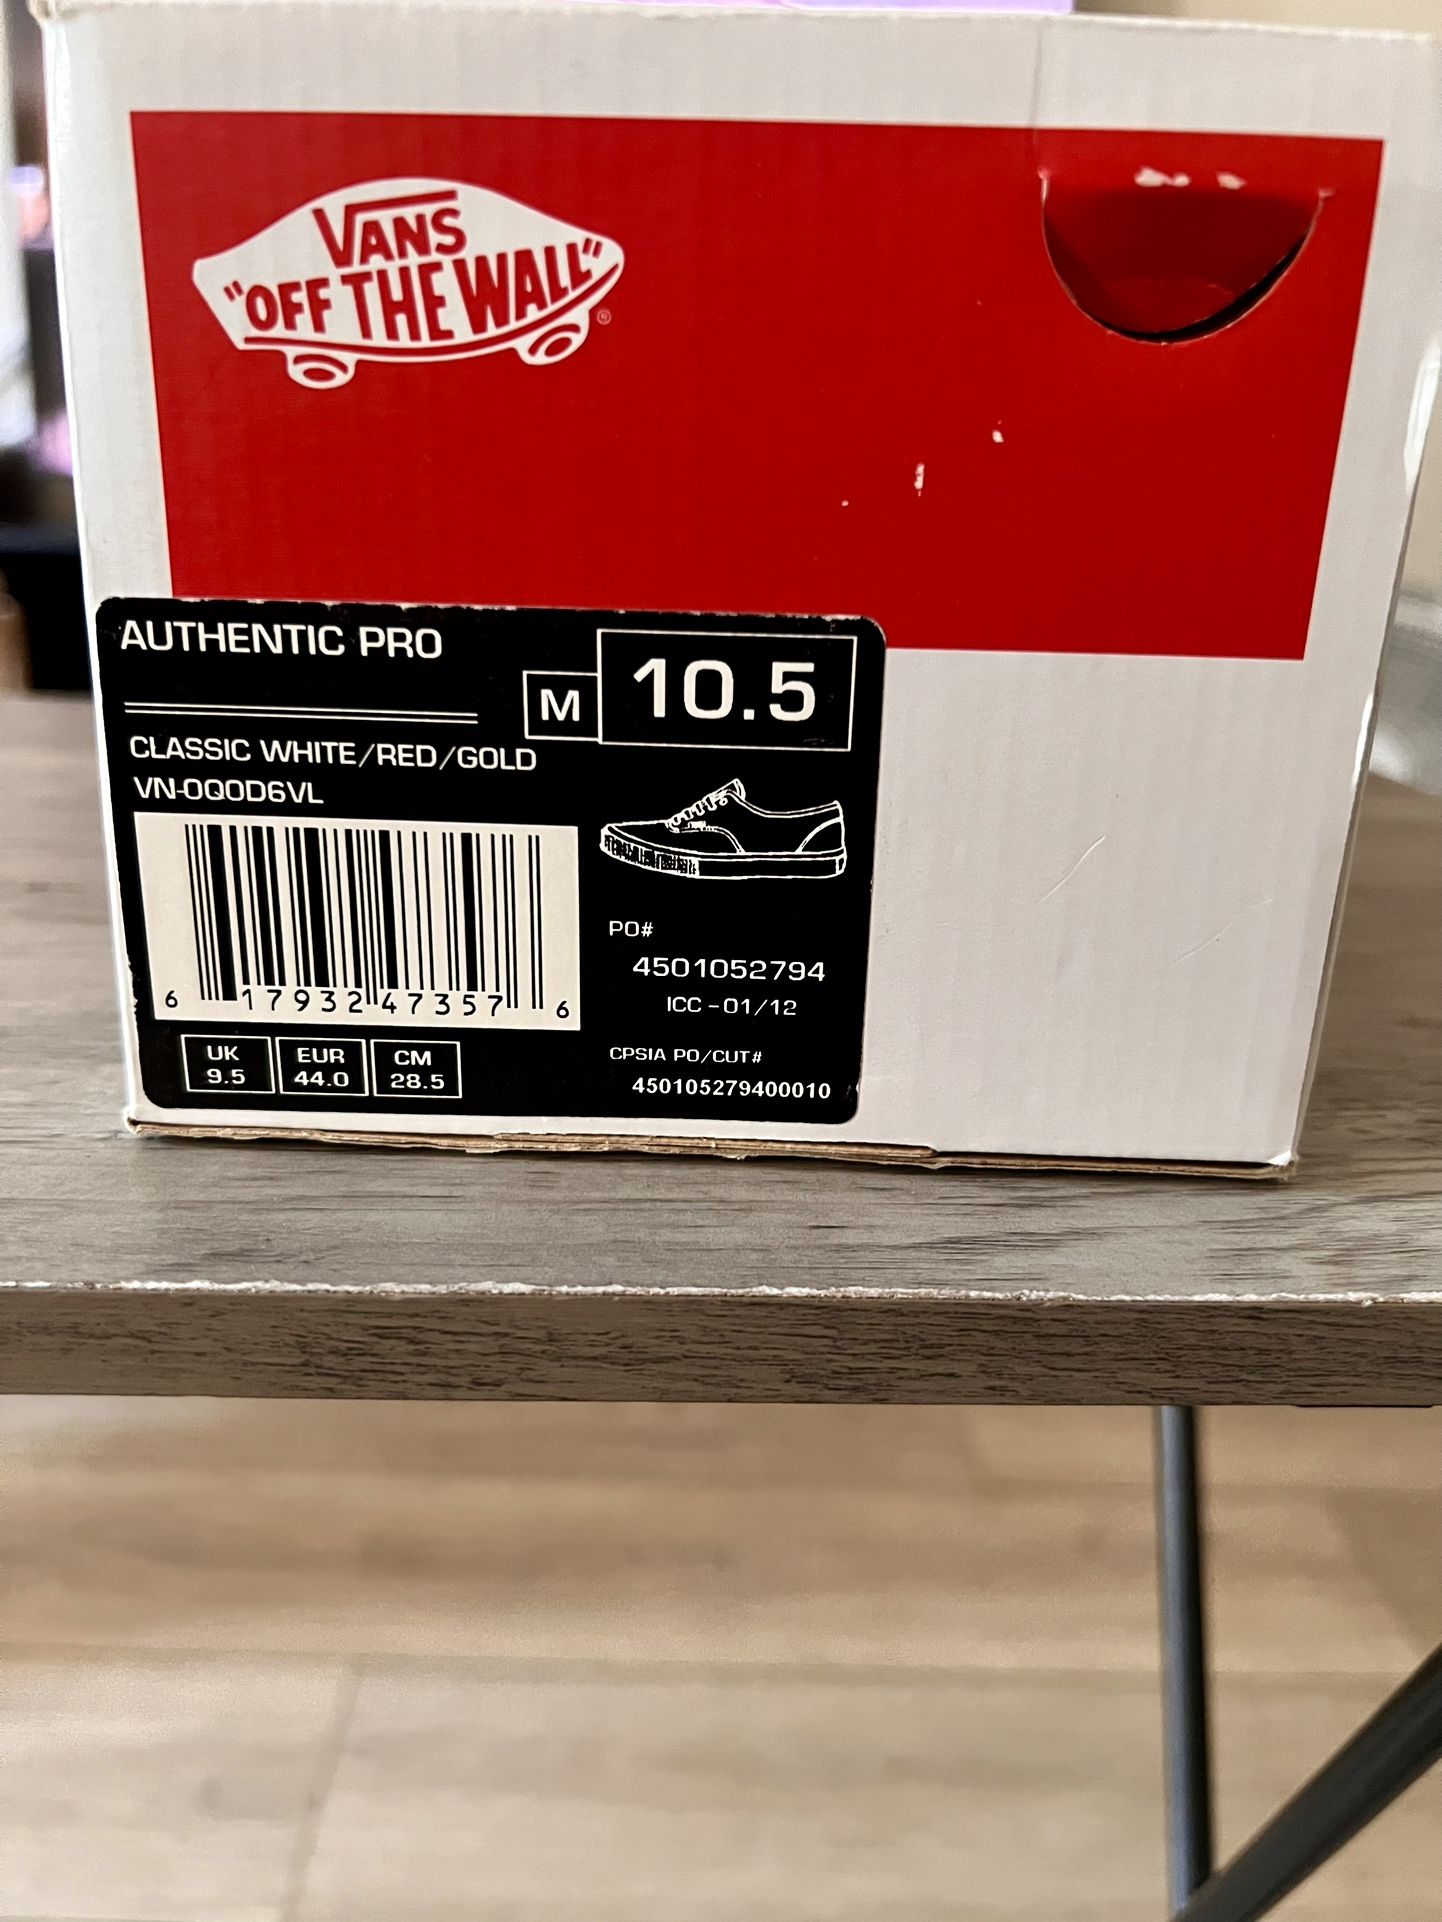 VANS
"OFF THE WALL"
®
AUTHENTIC PRO
M 10.5
CLASSIC WHITE/RED/GOLD
VN-0Q0D6VL
6 17932 47357 6
PO#
4501052794
ICC - 01/12
CPSIA PO/CUT#
450105279400010
UK
9.5
EUR
44.0
CM
28.5